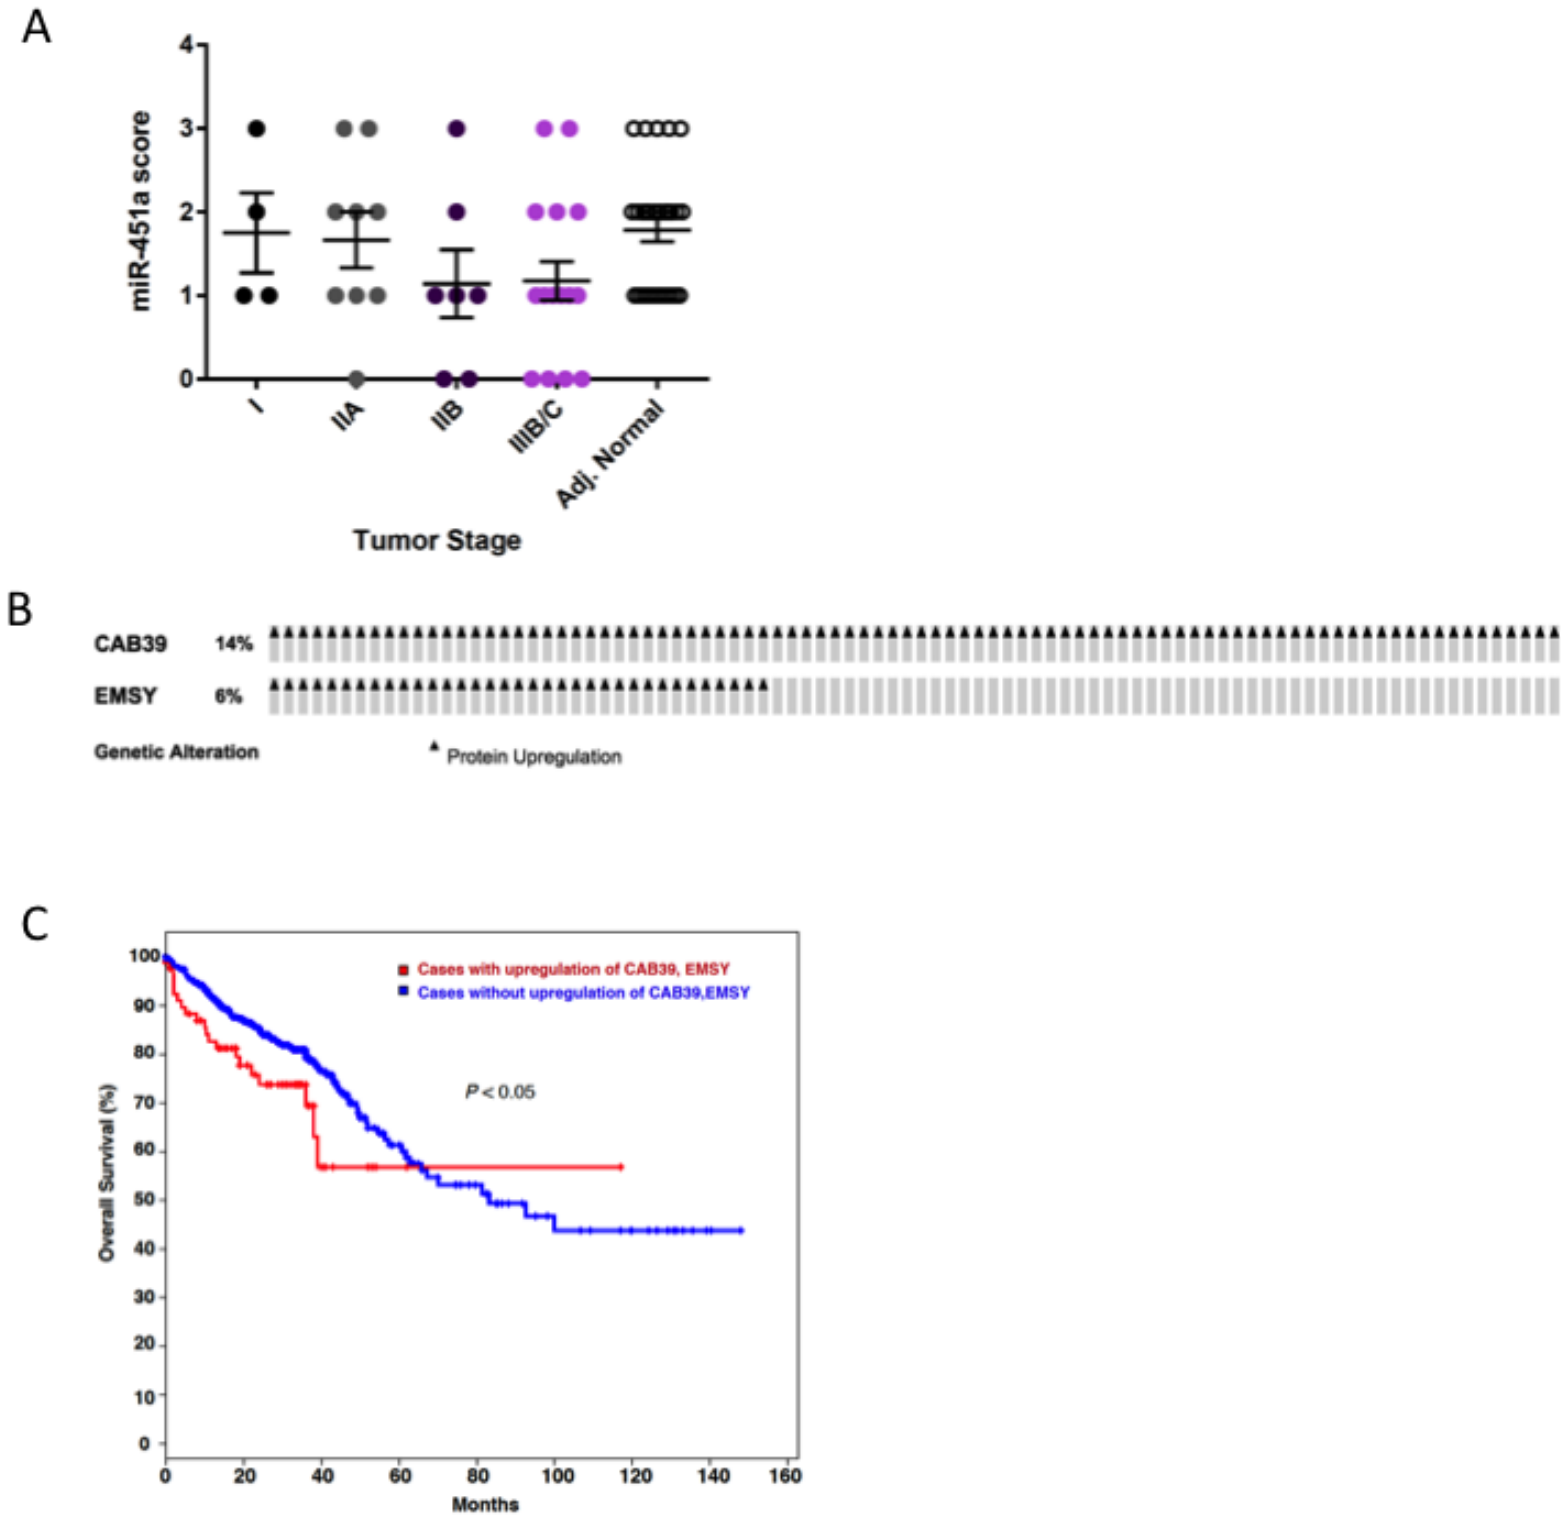 A
4
3
2
1
0
miR-451a score
I
IIA
IIB
IIIB/C
Adj. Normal
Tumor Stage
B
CAB39 14%
EMSY 6%
Genetic Alteration Protein Upregulation
C
100
90
80
70
60
50
40
30
20
10
0
Overall Survival (%)
Cases with upregulation of CAB39, EMSY
Cases without upregulation of CAB39,EMSY
P < 0.05
0 20 40 60 80 100 120 140 160
Months